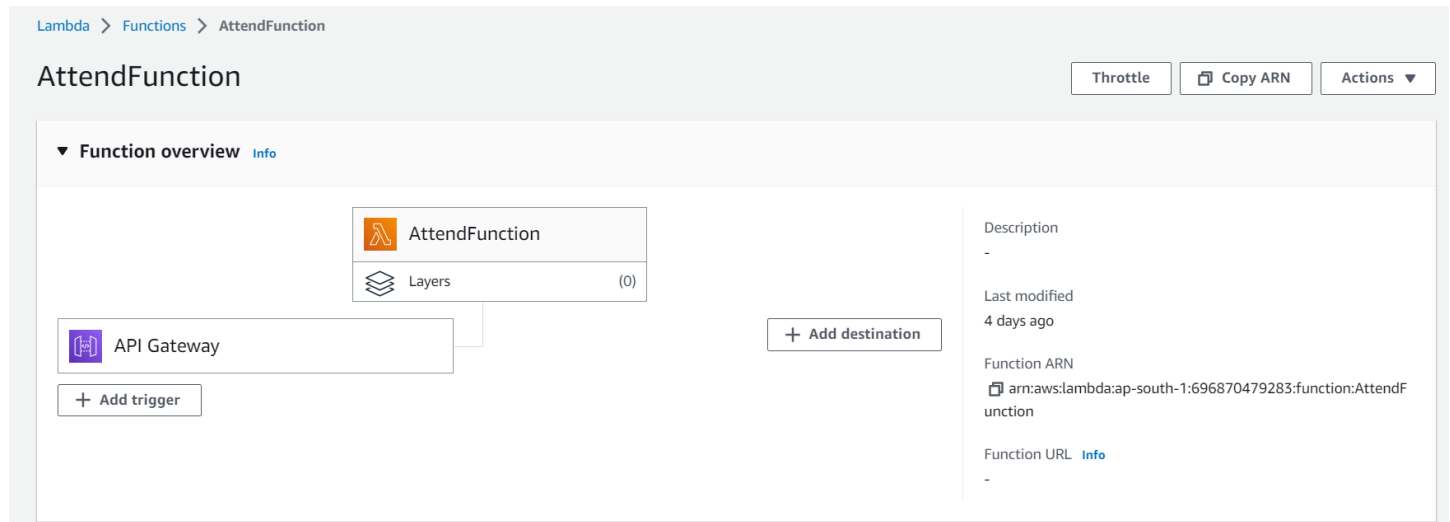 Lambda > Functions > AttendFunction
AttendFunction
Throttle
Copy ARN
Actions
Function overview Info
AttendFunction
Layers (0)
API Gateway
+ Add trigger
+ Add destination
Description
-
Last modified
4 days ago
Function ARN
arn:aws:lambda:ap-south-1:696870479283:function:AttendF
unction
Function URL Info
-